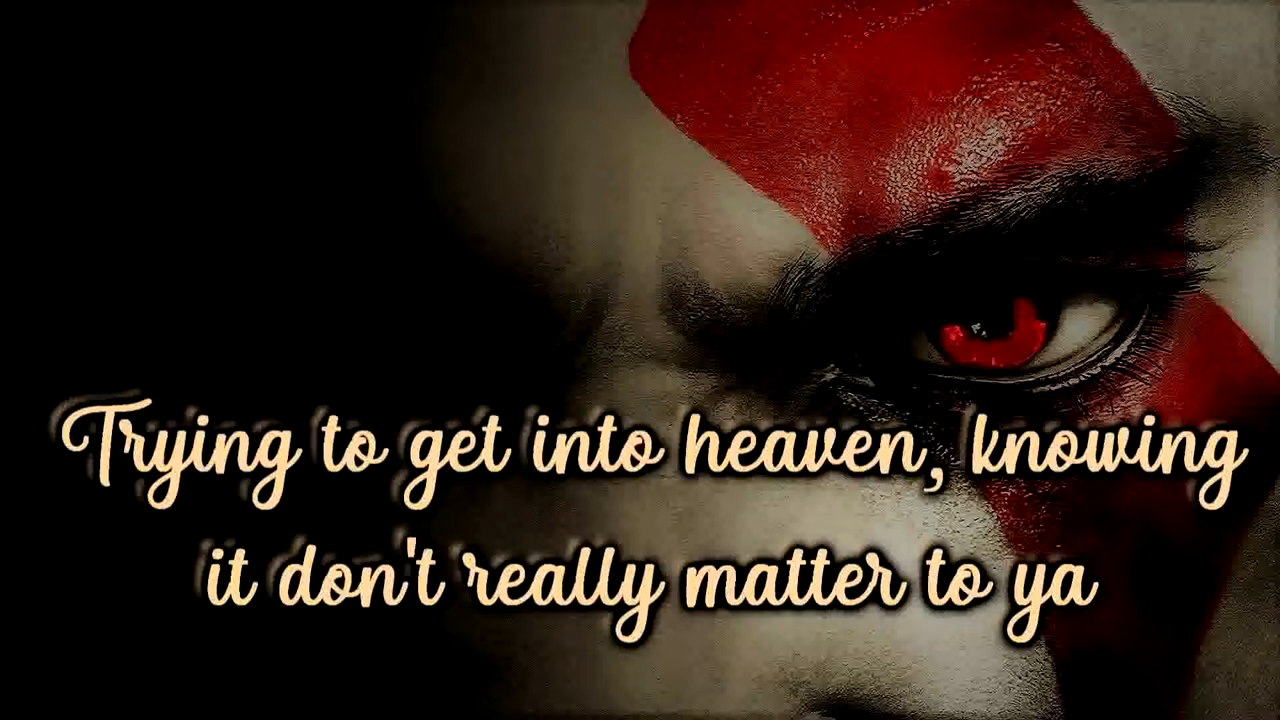 Trying to get into heaven, knowing
it don't really matter to ya